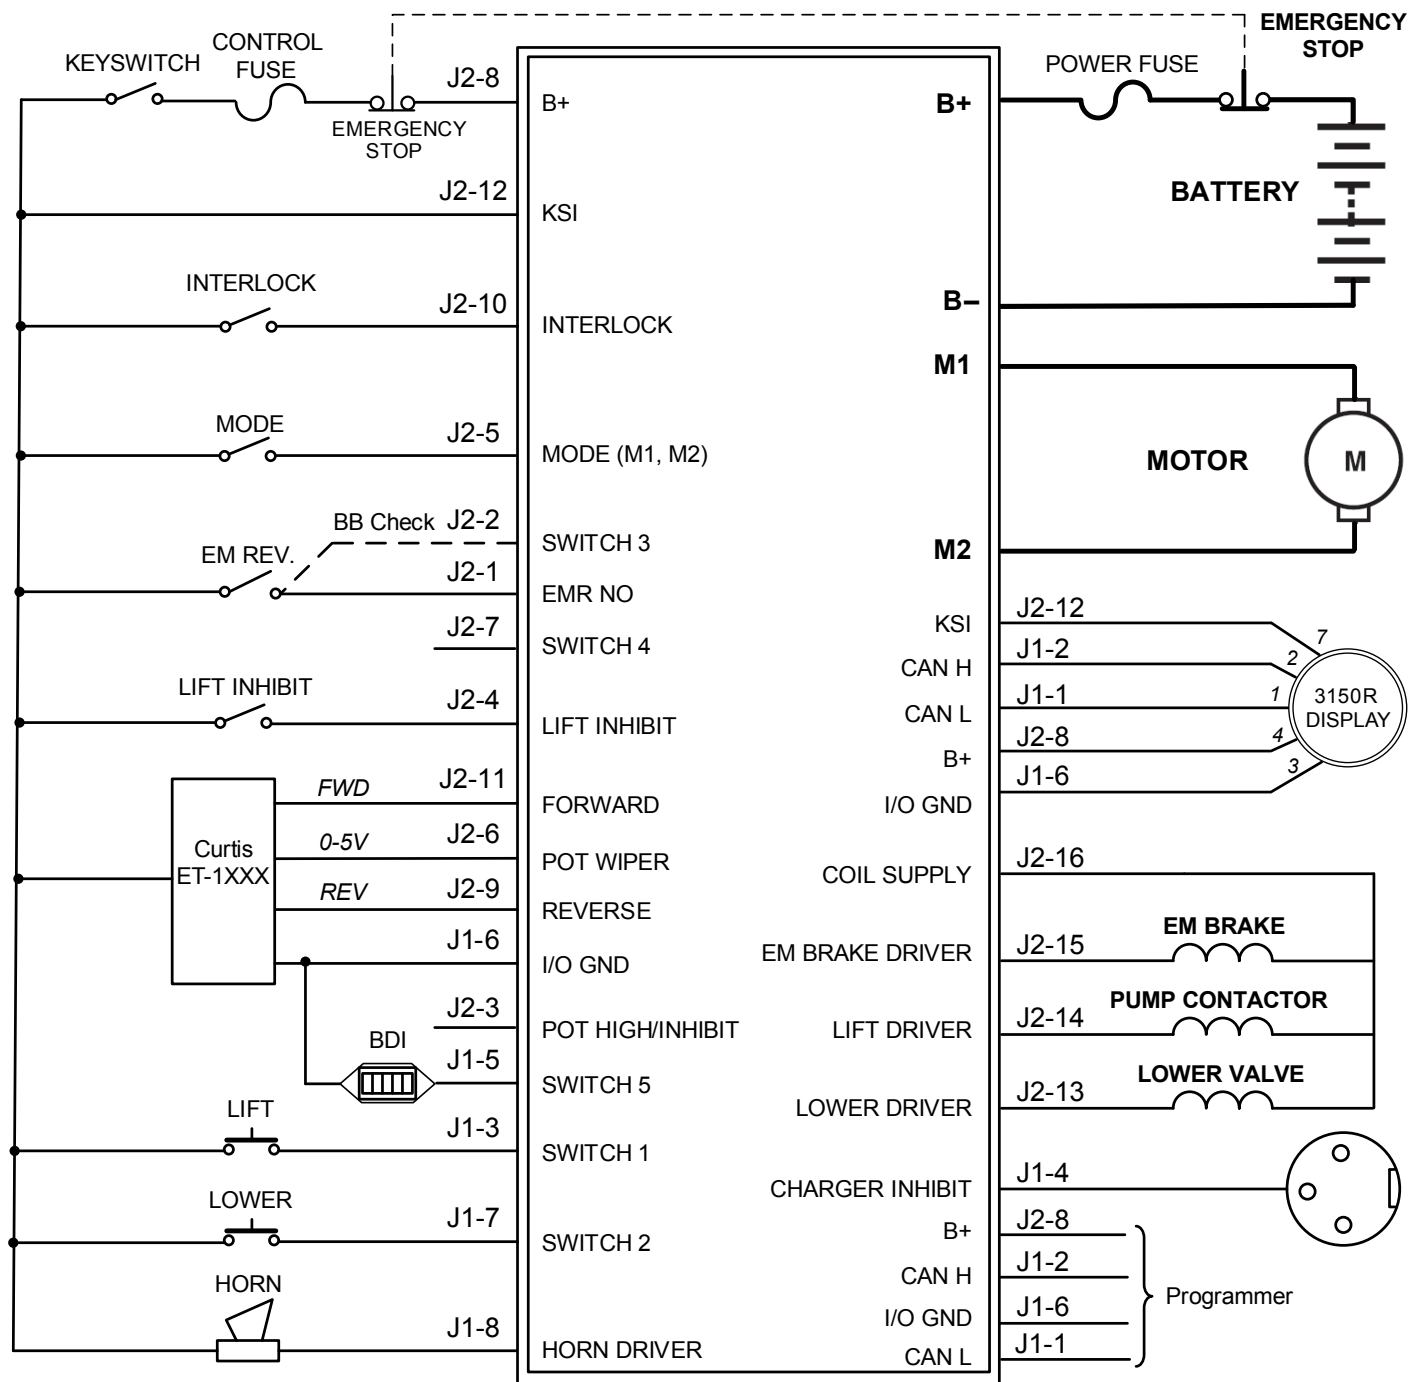 EMERGENCY
STOP
CONTROL
FUSE
KEYSWITCH
J2-8
B+
EMERGENCY
STOP
B+
POWER FUSE
BATTERY
J2-12
KSI
INTERLOCK
J2-10
INTERLOCK
B–
M1
MODE
J2-5
MODE (M1, M2)
MOTOR
M
BB Check
J2-2
SWITCH 3
M2
EM REV.
J2-1
EMR NO
J2-7
SWITCH 4
KSI
J2-12
7
CAN H
J1-2
2
LIFT INHIBIT
J2-4
LIFT INHIBIT
CAN L
J1-1
1
3150R
DISPLAY
B+
J2-8
4
I/O GND
J1-6
3
Curtis
ET-1XXX
FWD
J2-11
FORWARD
0-5V
J2-6
POT WIPER
REV
J2-9
REVERSE
J1-6
I/O GND
COIL SUPPLY
J2-16
EM BRAKE
EM BRAKE DRIVER
J2-15
J2-3
POT HIGH/INHIBIT
PUMP CONTACTOR
LIFT DRIVER
J2-14
BDI
J1-5
SWITCH 5
LOWER VALVE
LOWER DRIVER
J2-13
LIFT
J1-3
SWITCH 1
CHARGER INHIBIT
J1-4
LOWER
J1-7
SWITCH 2
B+
J2-8
CAN H
J1-2
Programmer
I/O GND
J1-6
CAN L
J1-1
HORN
J1-8
HORN DRIVER